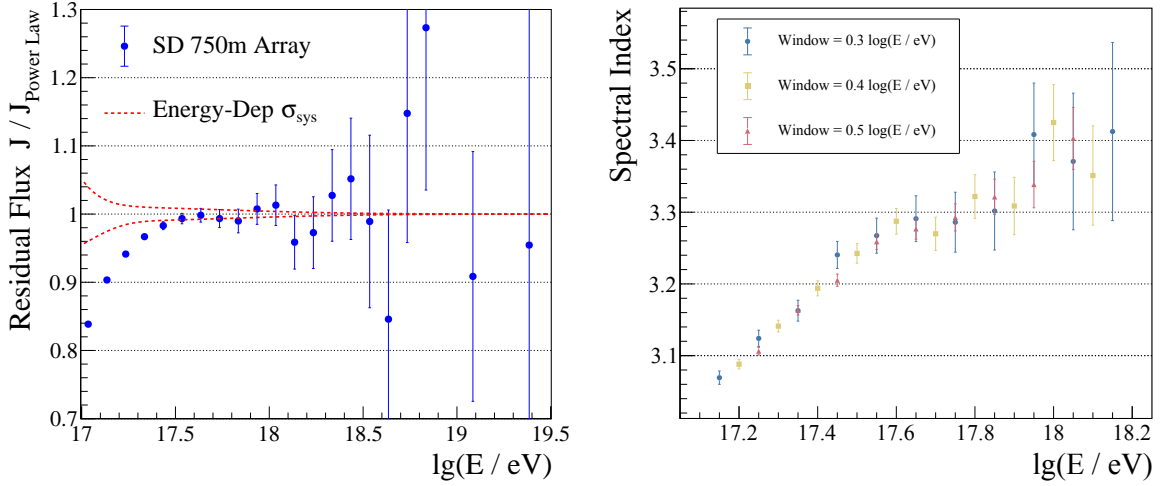 1.3
1.2
1.1
1
0.9
0.8
0.7
17
17.5
18
18.5
19
19.5
lg(E / eV)
Residual Flux J / J_Power Law
SD 750m Array
Energy-Dep σ_sys
3.5
3.4
3.3
3.2
3.1
17.2
17.4
17.6
17.8
18
18.2
lg(E / eV)
Spectral Index
Window = 0.3 log(E / eV)
Window = 0.4 log(E / eV)
Window = 0.5 log(E / eV)